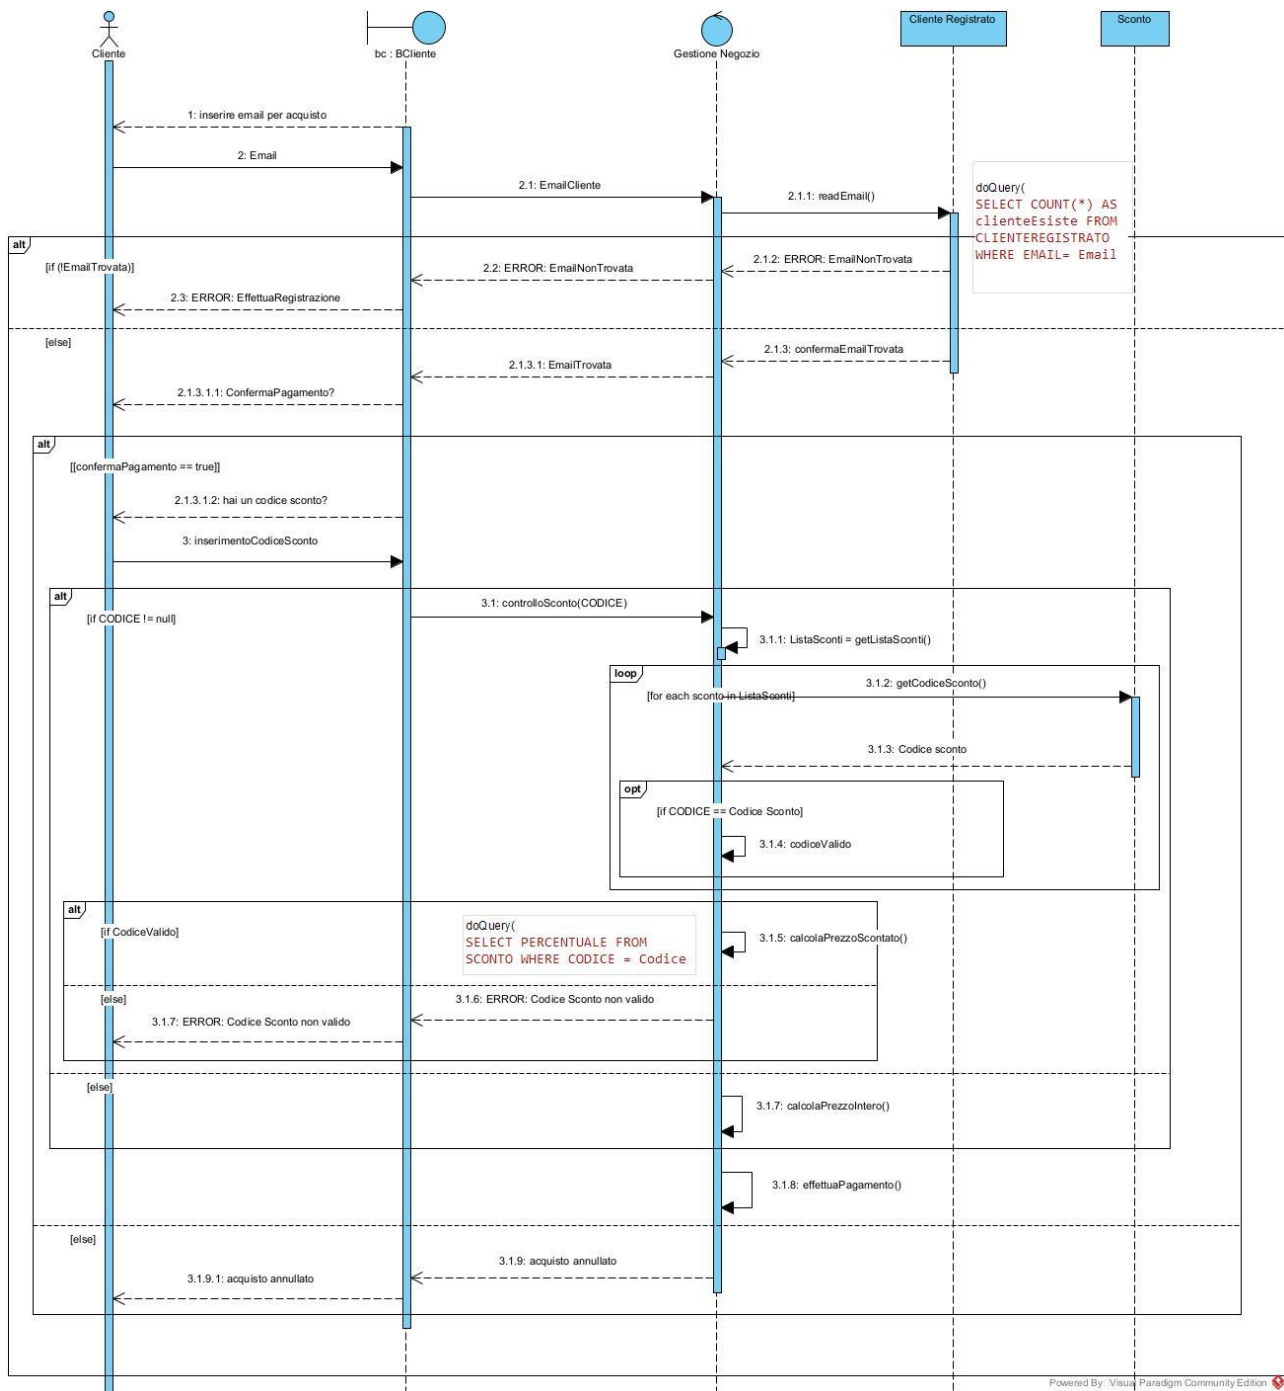 Cliente
bc : BCliente
Gestione Negozio
Cliente Registrato
Sconto
1: inserire email per acquisto
2: Email
2.1: EmailCliente
2.1.1: readEmail()
doQuery(
SELECT COUNT(*) AS
clienteEsiste FROM
CLIENTEREGISTRATO
WHERE EMAIL= Email
alt
[if (!EmailTrovata)]
2.1.2: ERROR: EmailNonTrovata
2.2: ERROR: EmailNonTrovata
2.3: ERROR: EffettuaRegistrazione
[else]
2.1.3: confermaEmailTrovata
2.1.3.1: EmailTrovata
2.1.3.1.1: ConfermaPagamento?
alt
[[confermaPagamento == true]]
2.1.3.1.2: hai un codice sconto?
3: inserimentoCodiceSconto
alt
[if CODICE != null]
3.1: controlloSconto(CODICE)
3.1.1: ListaSconti = getListaSconti()
loop
[for each sconto in ListaSconti]
3.1.2: getCodiceSconto()
3.1.3: Codice sconto
opt
[if CODICE == Codice Sconto]
3.1.4: codiceValido
alt
[if CodiceValido]
doQuery(
SELECT PERCENTUALE FROM
SCONTO WHERE CODICE = Codice
3.1.5: calcolaPrezzoScontato()
[else]
3.1.6: ERROR: Codice Sconto non valido
3.1.7: ERROR: Codice Sconto non valido
[else]
3.1.7: calcolaPrezzoIntero()
3.1.8: effettuaPagamento()
[else]
3.1.9: acquisto annullato
3.1.9.1: acquisto annullato
Powered By Visual Paradigm Community Edition